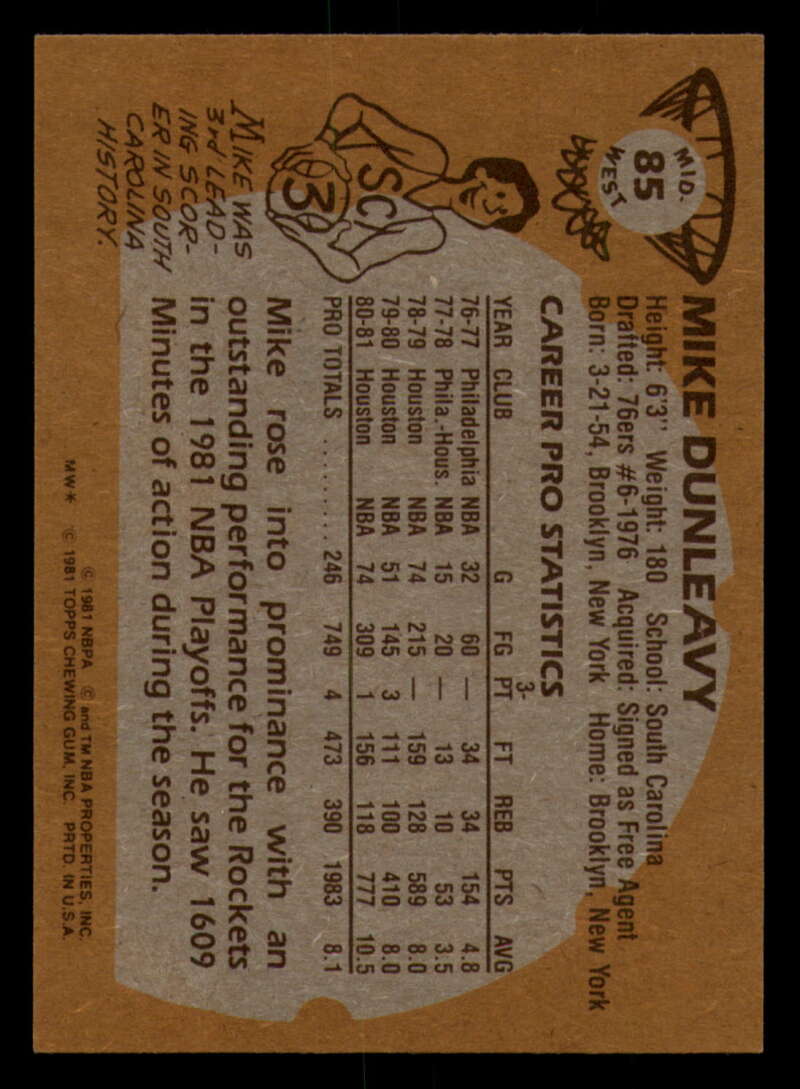 MID-
85
WEST
MIKE DUNLEAVY
Height: 6'3" Weight: 180 School: South Carolina
Drafted: 76ers #6-1976 Acquired: Signed as Free Agent
Born: 3-21-54, Brooklyn, New York Home: Brooklyn, New York
CAREER PRO STATISTICS
3-
YEAR CLUB G FG PT FT REB PTS AVG
76-77 Philadelphia NBA 32 60 — 34 34 154 4.8
77-78 Phila.-Hous. NBA 15 20 — 13 10 53 3.5
78-79 Houston NBA 74 215 — 159 128 589 8.0
79-80 Houston NBA 51 145 3 111 100 410 8.0
80-81 Houston NBA 74 309 1 156 118 777 10.5
PRO TOTALS .......... 246 749 4 473 390 1983 8.1
SC
3
MIKE WAS
3rd LEAD-
ING SCOR-
ER IN SOUTH
CAROLINA
HISTORY.
Mike rose into prominance with an
outstanding performance for the Rockets
in the 1981 NBA Playoffs. He saw 1609
Minutes of action during the season.
© 1981 NBPA © and TM NBA PROPERTIES, INC.
MW* © 1981 TOPPS CHEWING GUM, INC. PRTD. IN U.S.A.